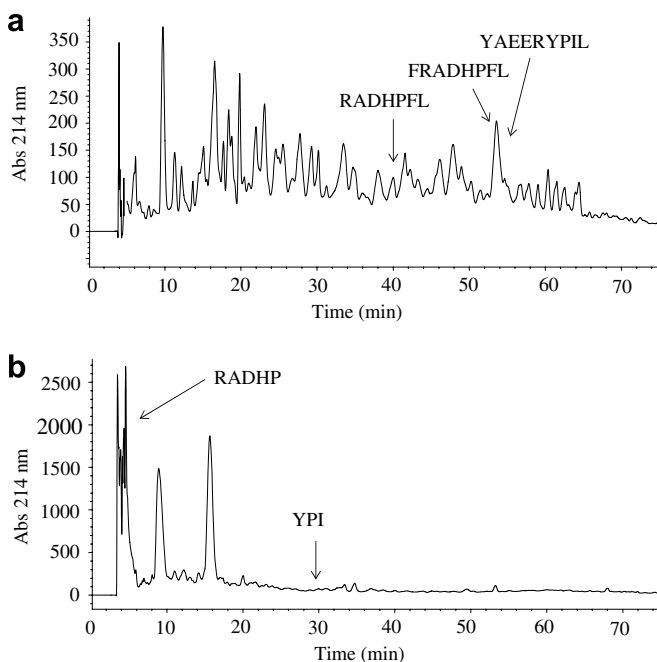 a
YAEERYPIL
FRADHPFL
RADHPFL
350
300
250
200
150
100
50
0
Abs 214 nm
0 10 20 30 40 50 60 70
Time (min)
b
RADHP
YPI
2500
2000
1500
1000
500
0
Abs 214 nm
0 10 20 30 40 50 60 70
Time (min)